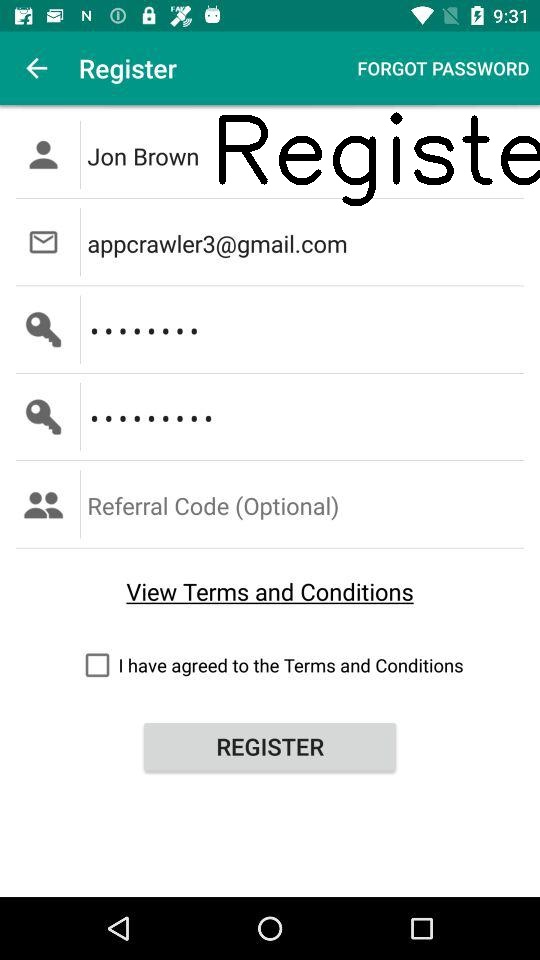 9:31
Register
FORGOT PASSWORD
Jon Brown
Registe
appcrawler3@gmail.com
••••••••
•••••••••
Referral Code (Optional)
View Terms and Conditions
I have agreed to the Terms and Conditions
REGISTER